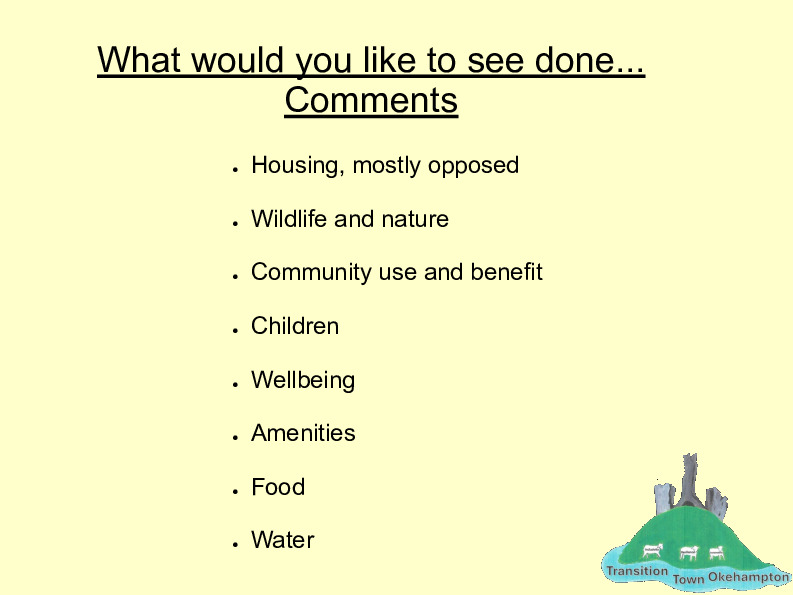 What would you like to see done...
Comments
● Housing, mostly opposed
● Wildlife and nature
● Community use and benefit
● Children
● Wellbeing
● Amenities
● Food
● Water
Transition Town Okehampton